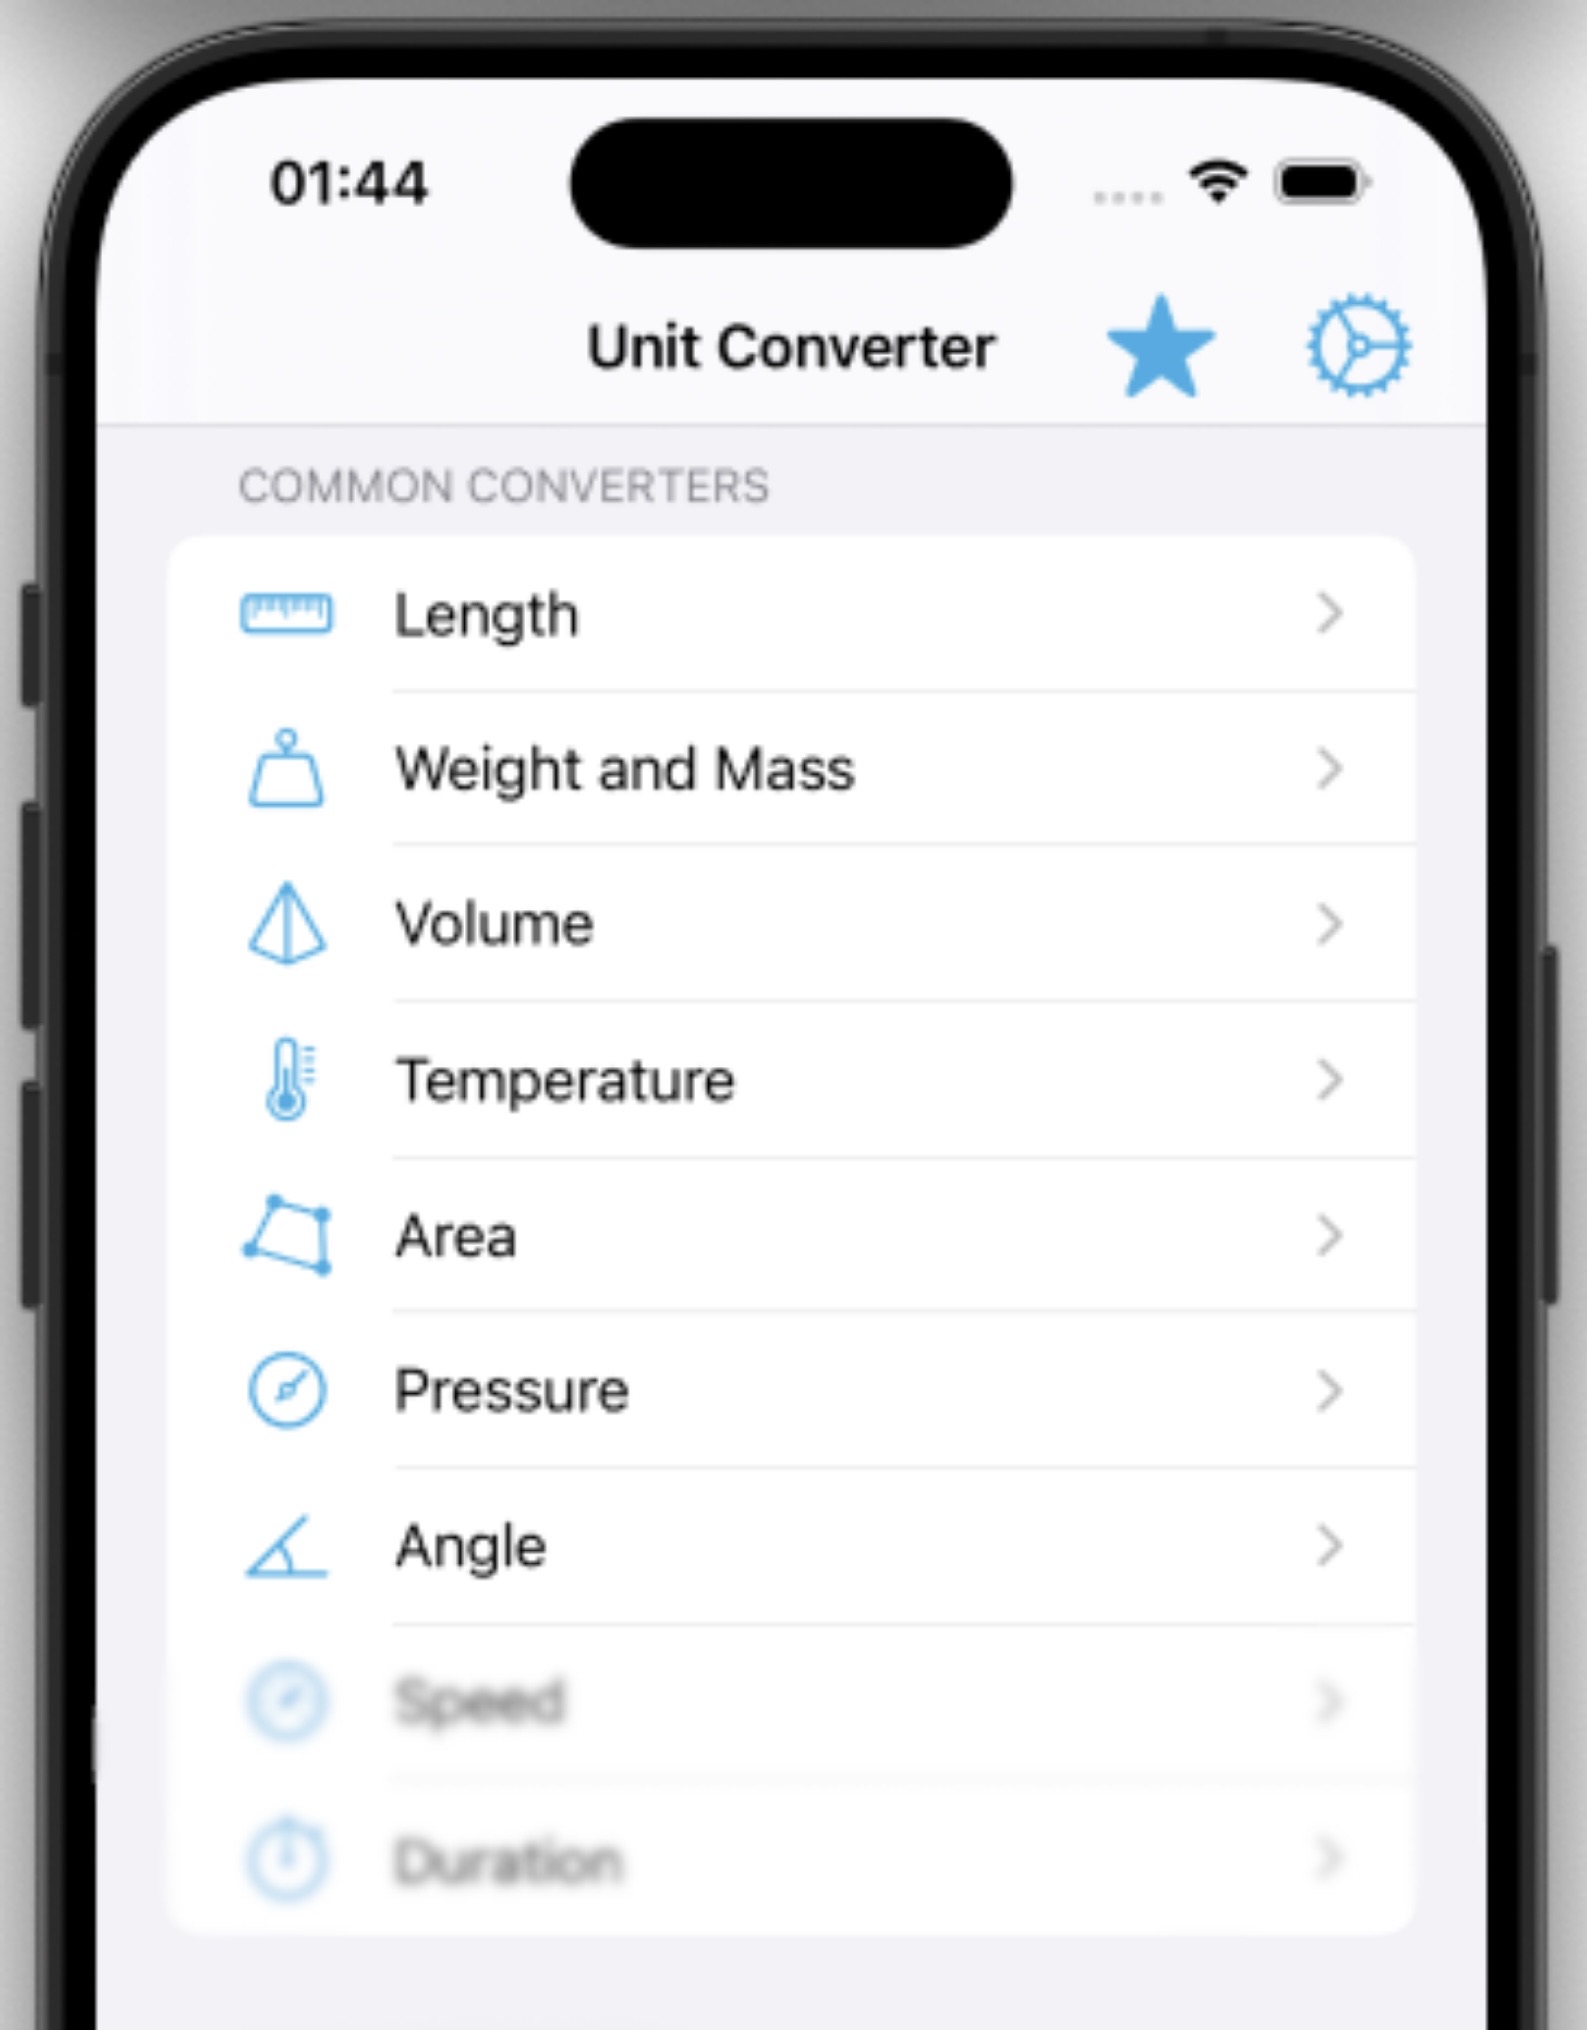 01:44
Unit Converter
COMMON CONVERTERS
Length
Weight and Mass
Volume
Temperature
Area
Pressure
Angle
Speed
Duration